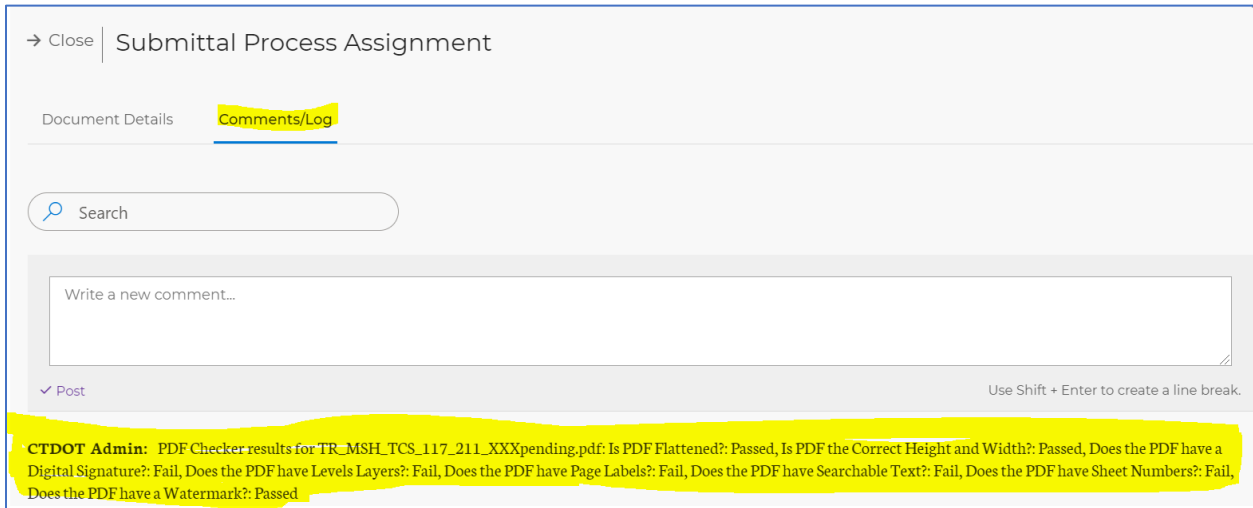 → Close Submittal Process Assignment
Document Details Comments/Log
Search
Write a new comment...
✓ Post Use Shift + Enter to create a line break.
CTDOT Admin: PDF Checker results for TR_MSH_TCS_117_211_XXXpending.pdf: Is PDF Flattened?: Passed, Is PDF the Correct Height and Width?: Passed, Does the PDF have a
Digital Signature?: Fail, Does the PDF have Levels Layers?: Fail, Does the PDF have Page Labels?: Fail, Does the PDF have Searchable Text?: Fail, Does the PDF have Sheet Numbers?: Fail,
Does the PDF have a Watermark?: Passed